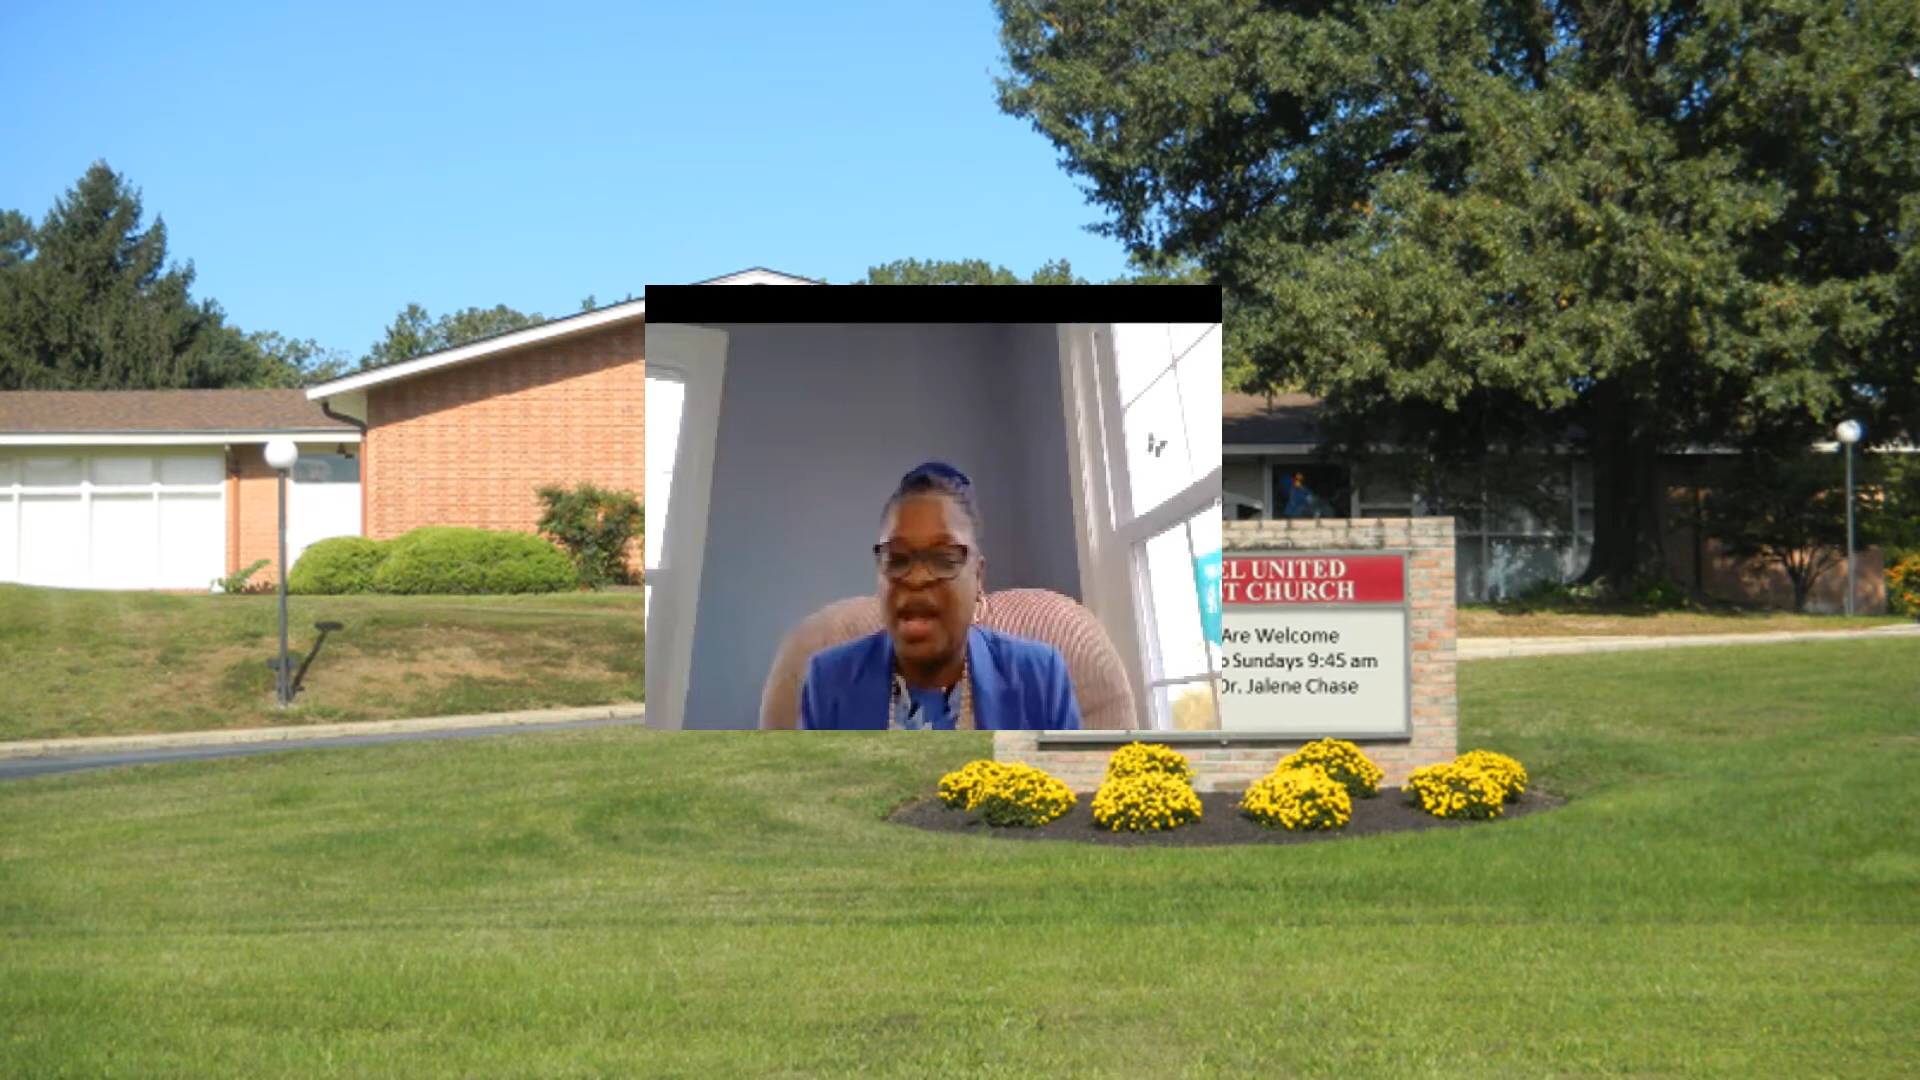 EL UNITED
T CHURCH
Are Welcome
Sundays 9:45 am
Dr. Jalene Chase